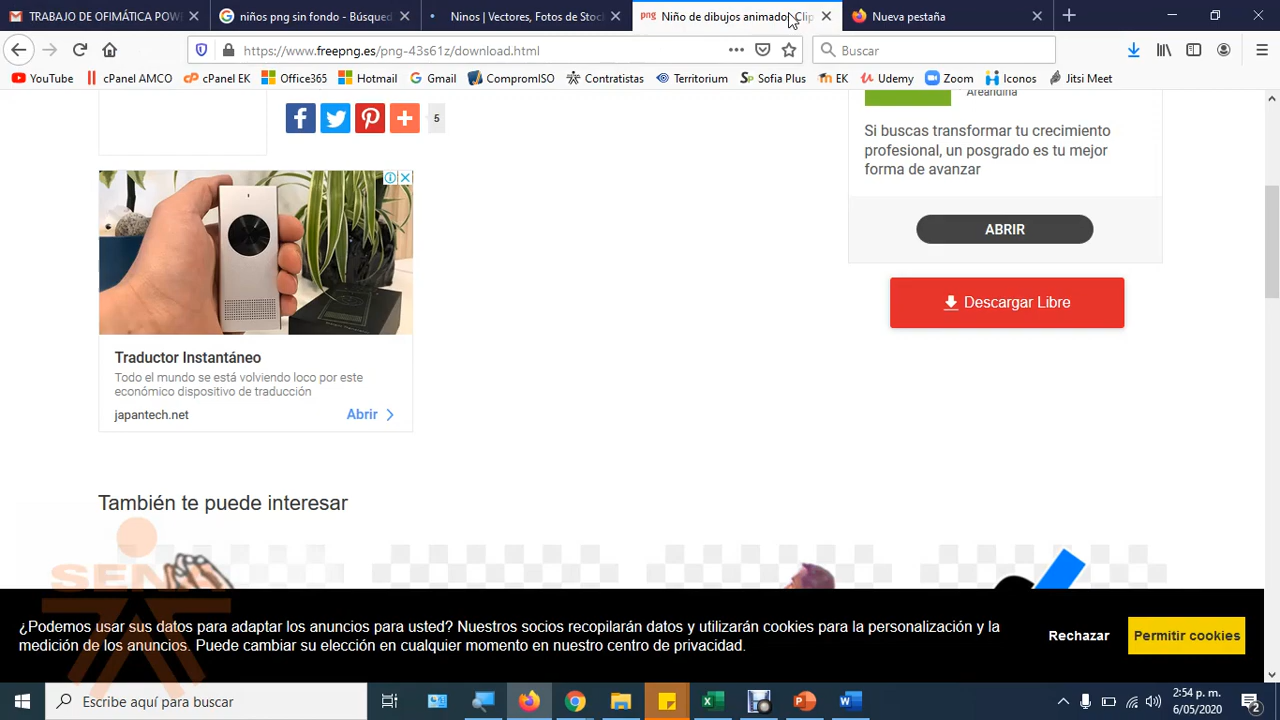 TRABAJO DE OFIMÁTICA POW
niños png sin fondo - Búsqued
Ninos | Vectores, Fotos de Stoc
png Niño de dibujos animados Clip
Nueva pestaña
https://www.freepng.es/png-43s61z/download.html
Buscar
YouTube
cPanel AMCO
cPanel EK
Office365
Hotmail
Gmail
CompromISO
Contratistas
Territorium
Sofia Plus
EK
Udemy
Zoom
Iconos
Jitsi Meet
5
Areandina
Si buscas transformar tu crecimiento
profesional, un posgrado es tu mejor
forma de avanzar
ABRIR
Descargar Libre
Traductor Instantáneo
Todo el mundo se está volviendo loco por este
económico dispositivo de traducción
japantech.net
Abrir
También te puede interesar
SENA
¿Podemos usar sus datos para adaptar los anuncios para usted? Nuestros socios recopilarán datos y utilizarán cookies para la personalización y la
medición de los anuncios. Puede cambiar su elección en cualquier momento en nuestro centro de privacidad.
Rechazar
Permitir cookies
Escribe aquí para buscar
2:54 p. m.
6/05/2020
2